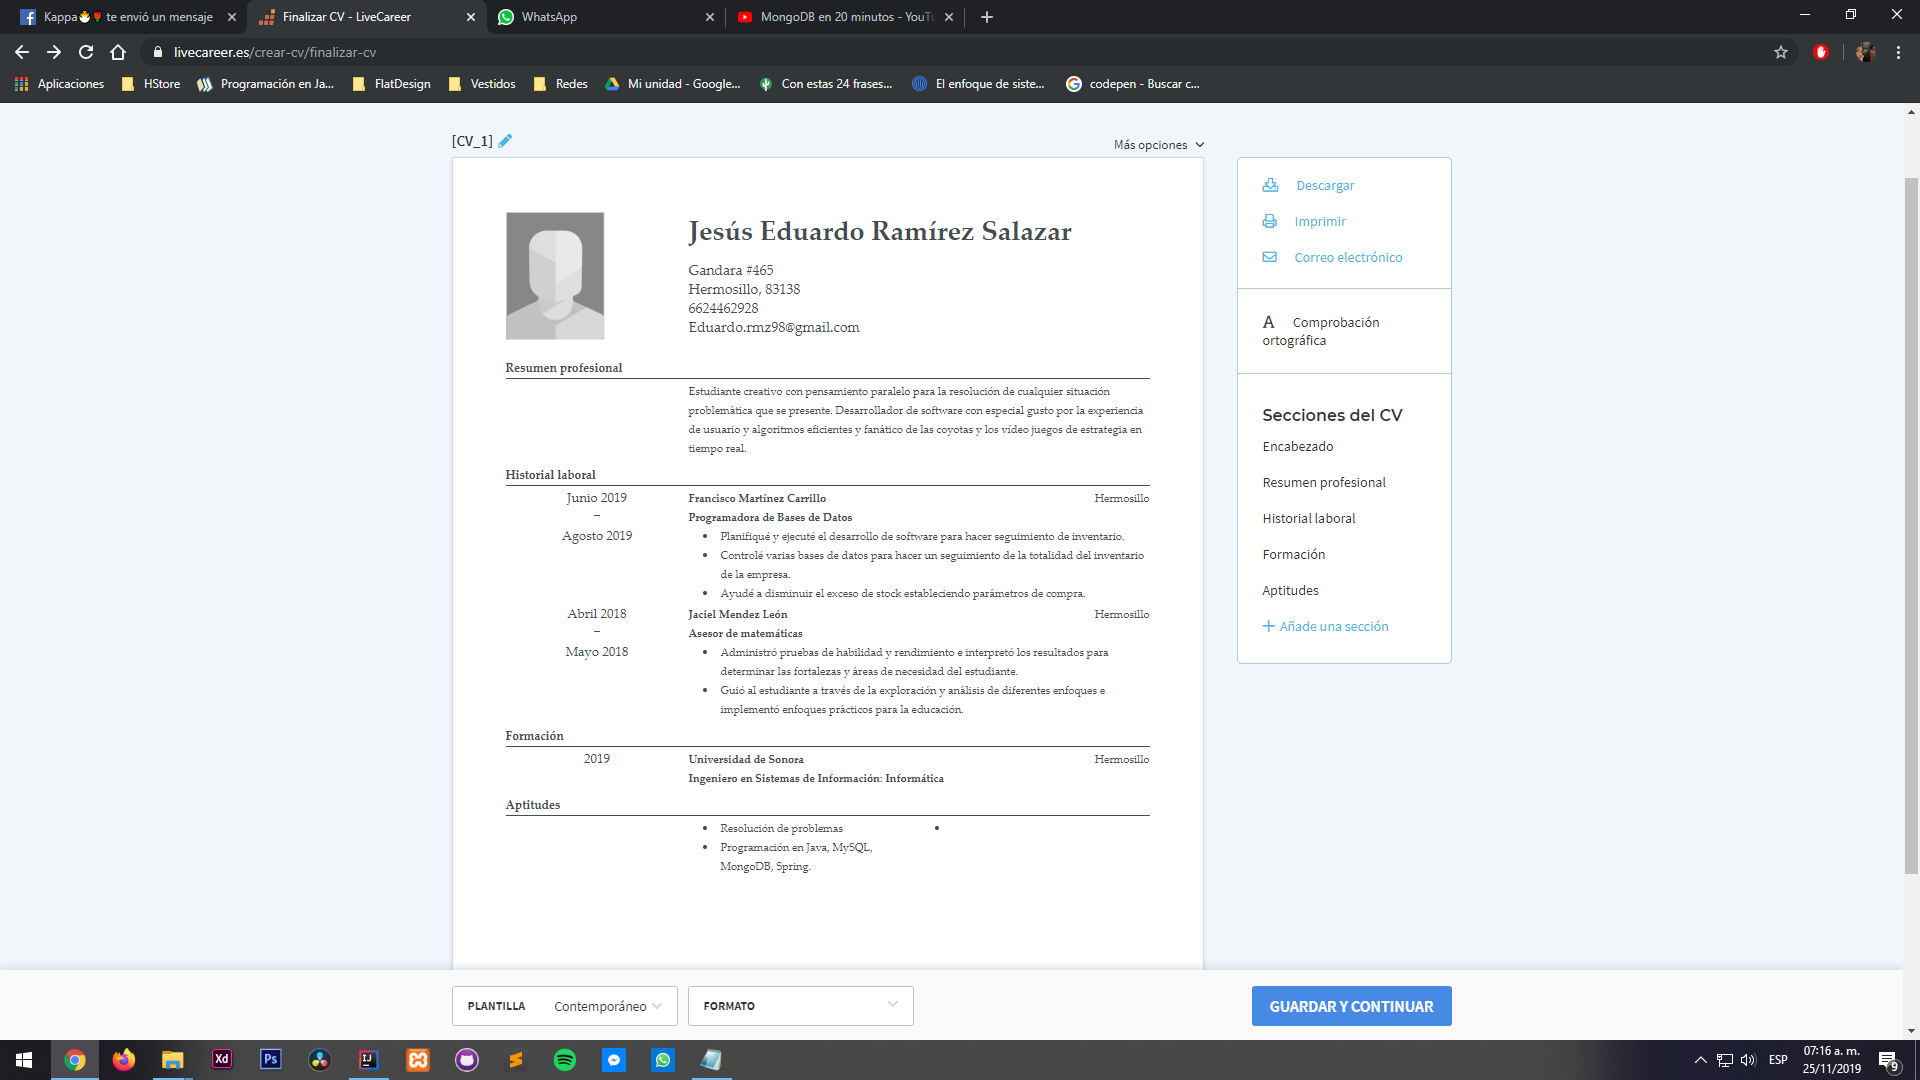 Kappa🐣🌹 te envió un mensaje
Finalizar CV - LiveCareer
WhatsApp
MongoDB en 20 minutos - YouTu
livecareer.es/crear-cv/finalizar-cv
Aplicaciones
HStore
Programación en Ja...
FlatDesign
Vestidos
Redes
Mi unidad - Google...
Con estas 24 frases...
El enfoque de siste...
codepen - Buscar c...
[CV_1]
Más opciones
Jesús Eduardo Ramírez Salazar
Gandara #465
Hermosillo, 83138
6624462928
Eduardo.rmz98@gmail.com
Resumen profesional
Estudiante creativo con pensamiento paralelo para la resolución de cualquier situación
problemática que se presente. Desarrollador de software con especial gusto por la experiencia
de usuario y algoritmos eficientes y fanático de las coyotas y los vídeo juegos de estrategia en
tiempo real.
Historial laboral
Junio 2019
–
Agosto 2019
Francisco Martínez Carrillo
Hermosillo
Programadora de Bases de Datos
• Planifiqué y ejecuté el desarrollo de software para hacer seguimiento de inventario.
• Controlé varias bases de datos para hacer un seguimiento de la totalidad del inventario
de la empresa.
• Ayudé a disminuir el exceso de stock estableciendo parámetros de compra.
Abril 2018
–
Mayo 2018
Jaciel Mendez León
Hermosillo
Asesor de matemáticas
• Administró pruebas de habilidad y rendimiento e interpretó los resultados para
determinar las fortalezas y áreas de necesidad del estudiante.
• Guió al estudiante a través de la exploración y análisis de diferentes enfoques e
implementó enfoques prácticos para la educación.
Formación
2019
Universidad de Sonora
Hermosillo
Ingeniero en Sistemas de Información: Informática
Aptitudes
• Resolución de problemas
• Programación en Java, MySQL,
MongoDB, Spring.
•
Descargar
Imprimir
Correo electrónico
A Comprobación
ortográfica
Secciones del CV
Encabezado
Resumen profesional
Historial laboral
Formación
Aptitudes
+ Añade una sección
PLANTILLA Contemporáneo
FORMATO
GUARDAR Y CONTINUAR
Xd
Ps
IJ
ESP
07:16 a. m.
25/11/2019
9